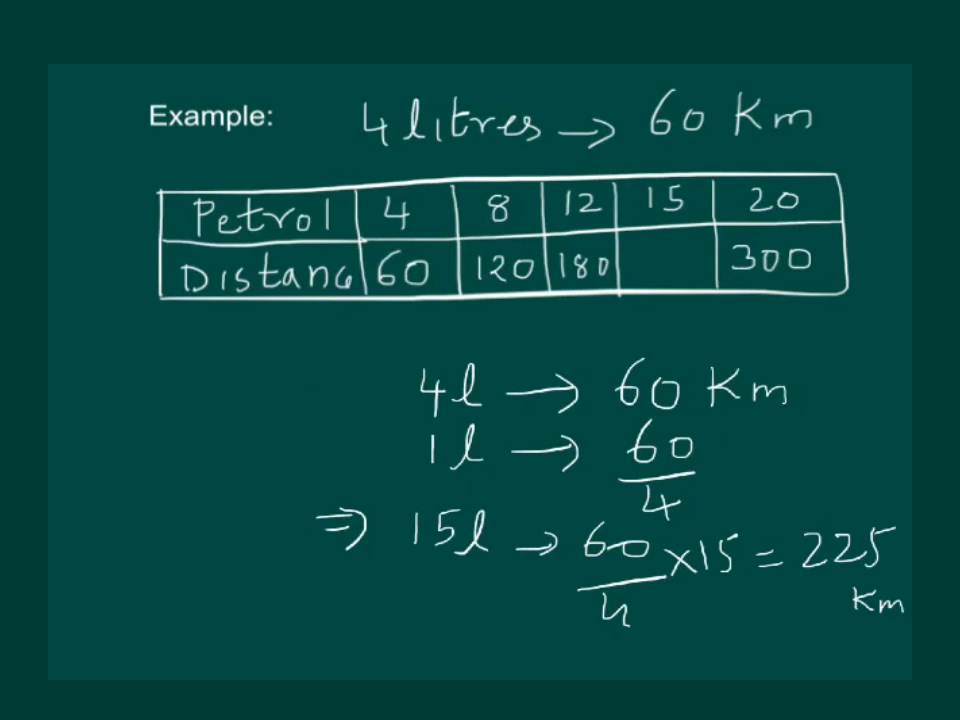 Example: 4 litres → 60 Km
Petrol 4 8 12 15 20
Distanc 60 120 180 300
4l → 60 Km
1l → 60/4
⇒ 15l → 60/4 ×15 = 225 Km